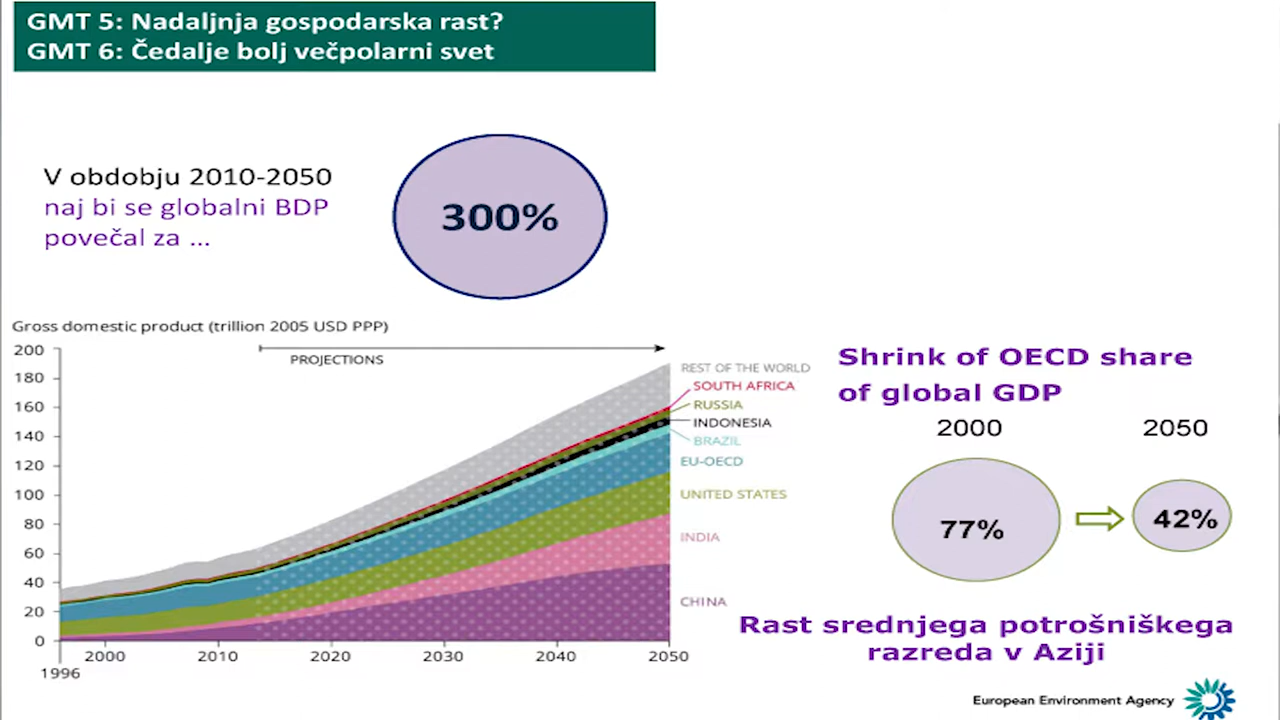 GMT 5: Nadaljnja gospodarska rast?
GMT 6: Čedalje bolj večpolarni svet
V obdobju 2010-2050
naj bi se globalni BDP
povečal za ...
300%
Gross domestic product (trillion 2005 USD PPP)
200
180
160
140
120
100
80
60
40
20
0
PROJECTIONS
REST OF THE WORLD
SOUTH AFRICA
RUSSIA
INDONESIA
BRAZIL
EU-OECD
UNITED STATES
INDIA
CHINA
2000 2010 2020 2030 2040 2050
1996
Shrink of OECD share
of global GDP
2000 2050
77% 42%
Rast srednjega potrošniškega
razreda v Aziji
European Environment Agency